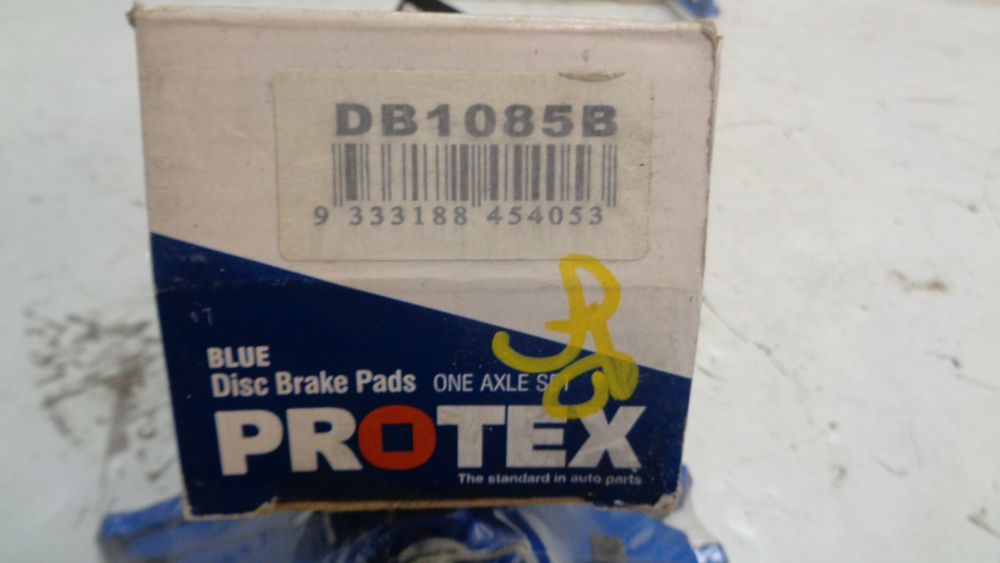 DB1085B
9 333188 454053
BLUE
Disc Brake Pads ONE AXLE SET
PROTEX
The standard in auto parts